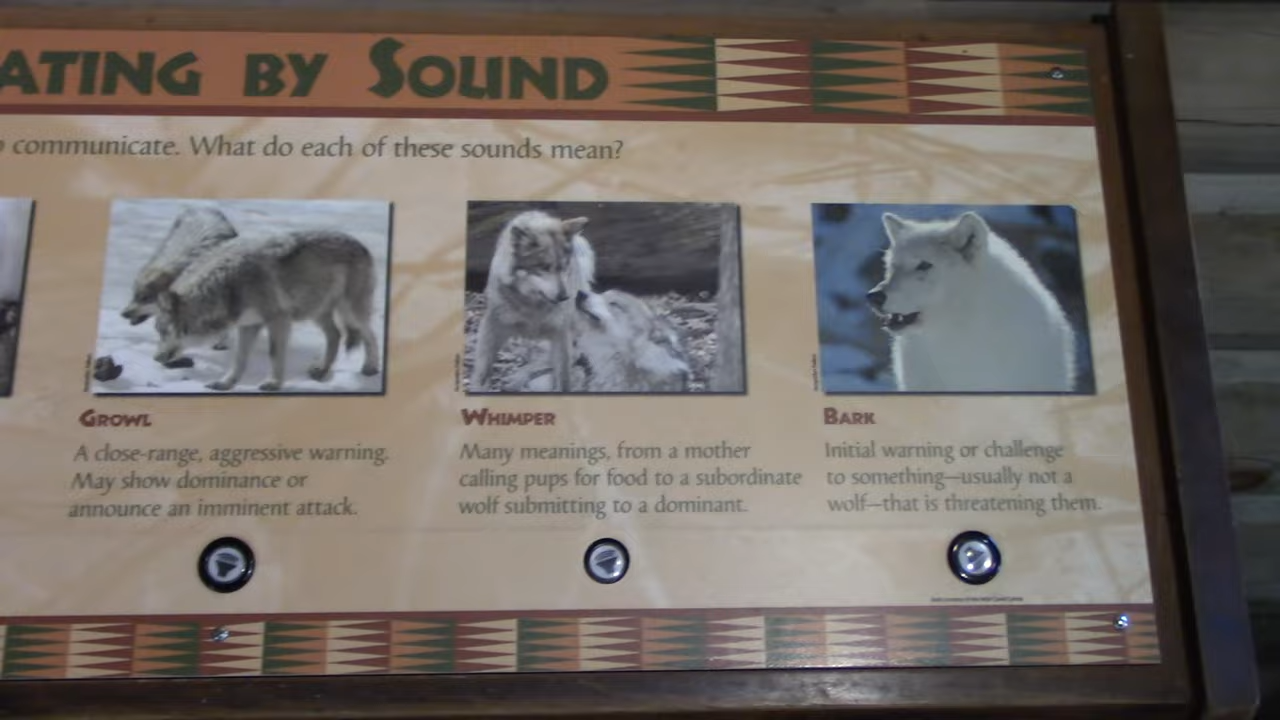 ATING BY SOUND
communicate. What do each of these sounds mean?
GROWL
A close-range, aggressive warning.
May show dominance or
announce an imminent attack.
WHIMPER
Many meanings, from a mother
calling pups for food to a subordinate
wolf submitting to a dominant.
BARK
Initial warning or challenge
to something—usually not a
wolf—that is threatening them.